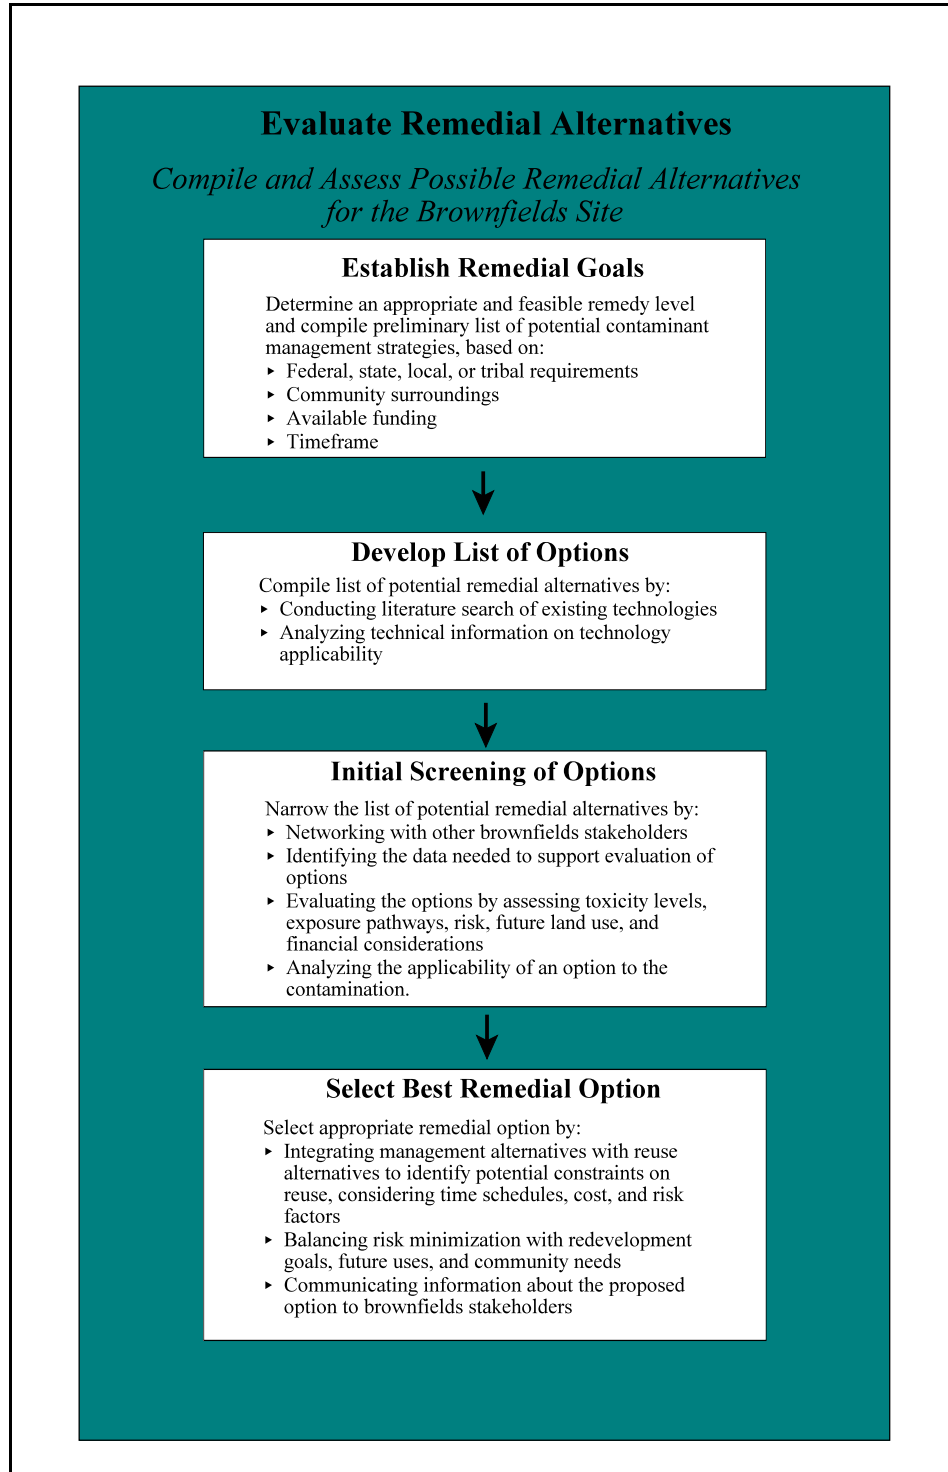 Evaluate Remedial Alternatives
Compile and Assess Possible Remedial Alternatives
for the Brownfields Site
Establish Remedial Goals
Determine an appropriate and feasible remedy level
and compile preliminary list of potential contaminant
management strategies, based on:
‣ Federal, state, local, or tribal requirements
‣ Community surroundings
‣ Available funding
‣ Timeframe
Develop List of Options
Compile list of potential remedial alternatives by:
‣ Conducting literature search of existing technologies
‣ Analyzing technical information on technology
applicability
Initial Screening of Options
Narrow the list of potential remedial alternatives by:
‣ Networking with other brownfields stakeholders
‣ Identifying the data needed to support evaluation of
options
‣ Evaluating the options by assessing toxicity levels,
exposure pathways, risk, future land use, and
financial considerations
‣ Analyzing the applicability of an option to the
contamination.
Select Best Remedial Option
Select appropriate remedial option by:
‣ Integrating management alternatives with reuse
alternatives to identify potential constraints on
reuse, considering time schedules, cost, and risk
factors
‣ Balancing risk minimization with redevelopment
goals, future uses, and community needs
‣ Communicating information about the proposed
option to brownfields stakeholders